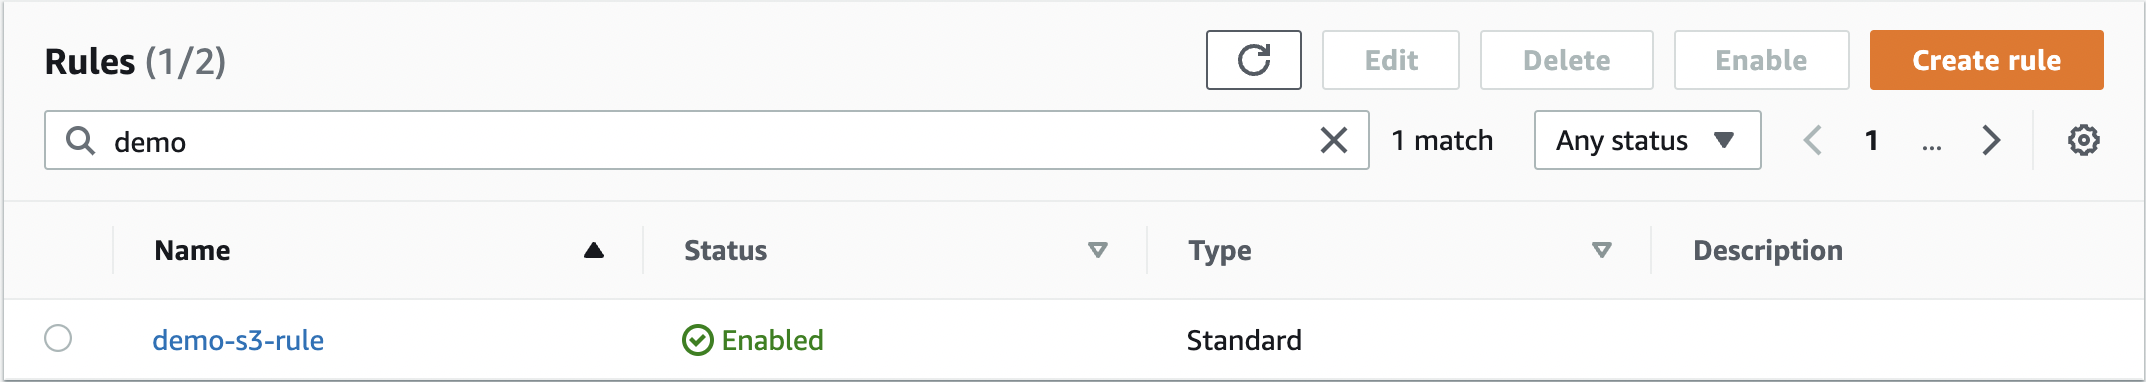 Rules (1/2) Edit Delete Enable Create rule
demo 1 match Any status 1 ...
Name Status Type Description
demo-s3-rule Enabled Standard